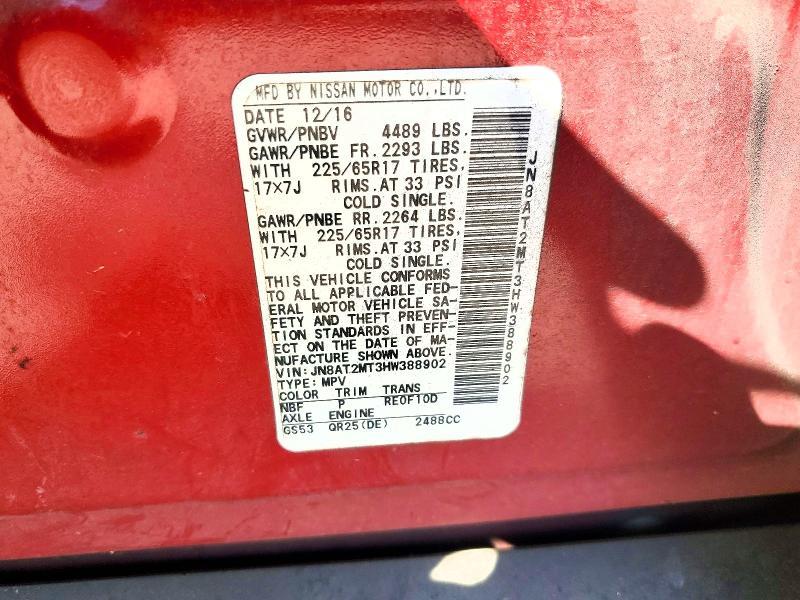 MFD BY NISSAN MOTOR CO.,LTD.
DATE 12/16
GVWR/PNBV 4489 LBS.
GAWR/PNBE FR. 2293 LBS.
WITH 225/65R17 TIRES.
17×7J RIMS.AT 33 PSI
COLD SINGLE.
GAWR/PNBE RR. 2264 LBS.
WITH 225/65R17 TIRES.
17×7J RIMS.AT 33 PSI
COLD SINGLE.
THIS VEHICLE CONFORMS
TO ALL APPLICABLE FED-
ERAL MOTOR VEHICLE SA-
FETY AND THEFT PREVEN-
TION STANDARDS IN EFF-
ECT ON THE DATE OF MA-
NUFACTURE SHOWN ABOVE.
VIN:JN8AT2MT3HW388902
TYPE:MPV
COLOR TRIM TRANS
NBF P RE0F10D
AXLE ENGINE
GS53 QR25(DE) 2488CC
JN8AT2MT3HW388902